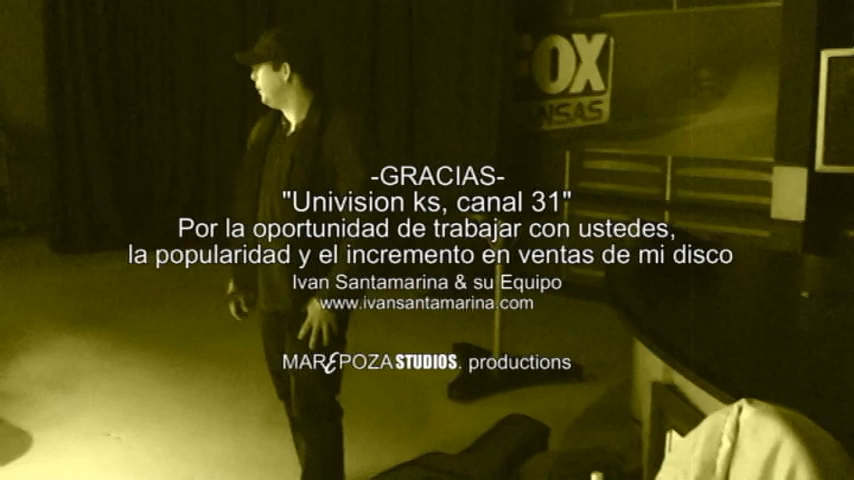 OX
NSAS
-GRACIAS-
"Univision ks, canal 31"
Por la oportunidad de trabajar con ustedes,
la popularidad y el incremento en ventas de mi disco
Ivan Santamarina & su Equipo
www.ivansantamarina.com
MAREPOZA STUDIOS. productions